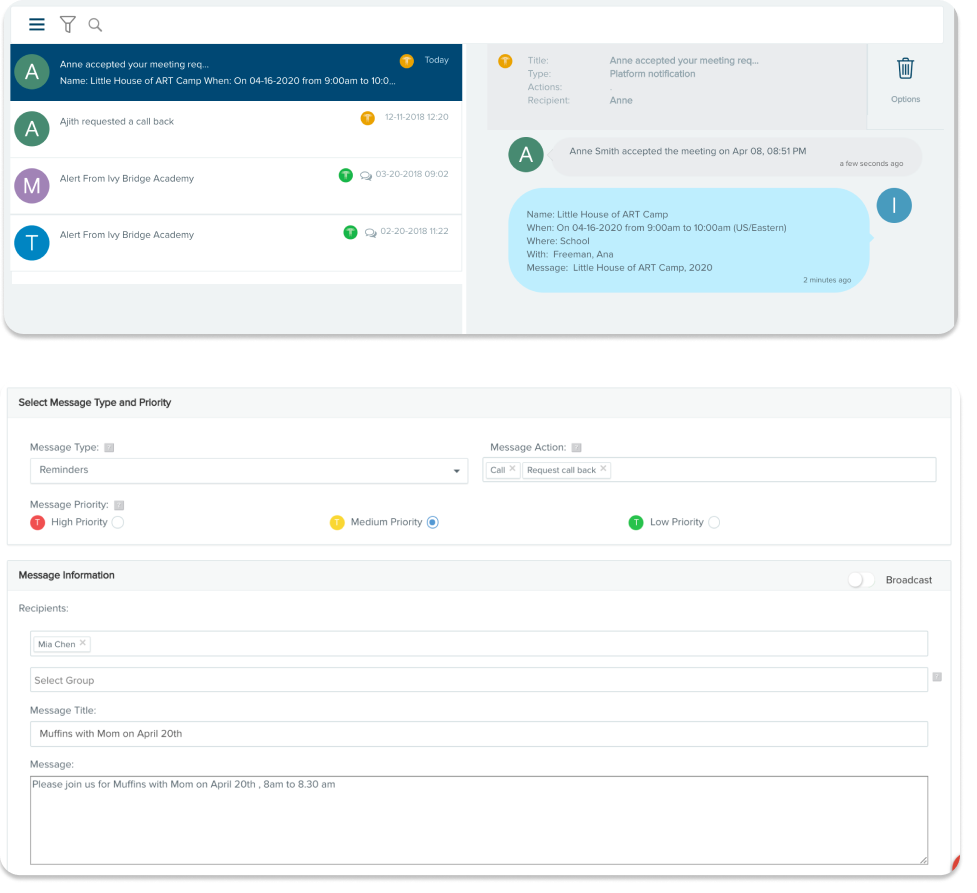 A
Anne accepted your meeting req...
T
Today
Name: Little House of ART Camp When: On 04-16-2020 from 9:00am to 10:0...
A
Ajith requested a call back
T
12-11-2018 12:20
M
Alert From Ivy Bridge Academy
T
03-20-2018 09:02
T
Alert From Ivy Bridge Academy
T
02-20-2018 11:22
T
Title: Anne accepted your meeting req...
Type: Platform notification
Actions: .
Recipient: Anne
Options
A
Anne Smith accepted the meeting on Apr 08, 08:51 PM
a few seconds ago
I
Name: Little House of ART Camp
When: On 04-16-2020 from 9:00am to 10:00am (US/Eastern)
Where: School
With: Freeman, Ana
Message: Little House of ART Camp, 2020
2 minutes ago
Select Message Type and Priority
Message Type:
Message Action:
Reminders
Call ×
Request call back ×
Message Priority:
T High Priority
T Medium Priority
T Low Priority
Message Information
Broadcast
Recipients:
Mia Chen ×
Select Group
Message Title:
Muffins with Mom on April 20th
Message:
Please join us for Muffins with Mom on April 20th , 8am to 8.30 am